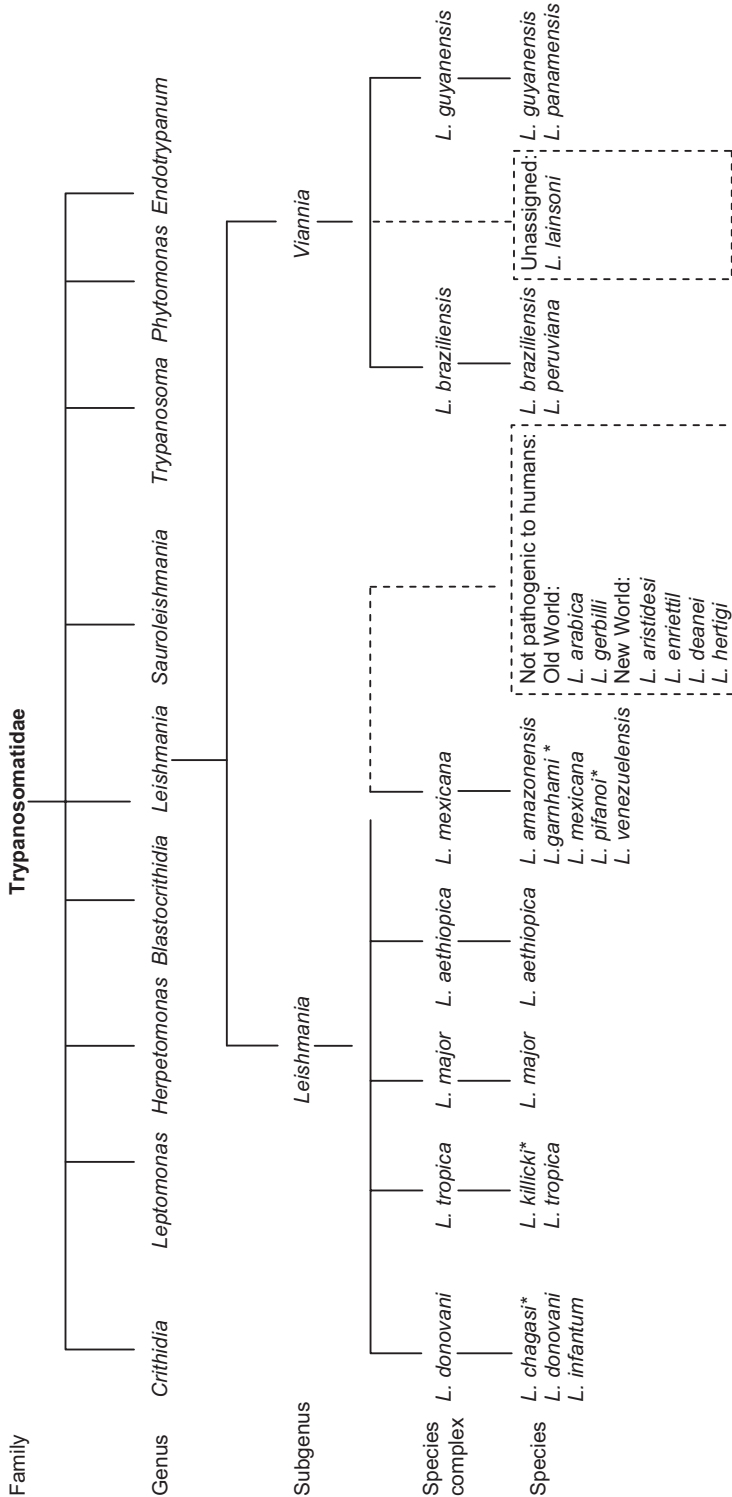 Family
Trypanosomatidae
Genus
Crithidia Leptomonas Herpetomonas Blastocrithidia Leishmania Sauroleishmania Trypanosoma Phytomonas Endotrypanum
Subgenus
Leishmania
Viannia
Species
complex
L. donovani
L. tropica
L. major
L. aethiopica
L. mexicana
L. braziliensis
L. guyanensis
Species
L. chagasi*
L. donovani
L. infantum
L. killicki*
L. tropica
L. major
L. aethiopica
L. amazonensis
L.garnhami *
L. mexicana
L. pifanoi*
L. venezuelensis
Not pathogenic to humans:
Old World:
L. arabica
L. gerbilli
New World:
L. aristidesi
L. enriettil
L. deanei
L. hertigi
L. braziliensis
L. peruviana
Unassigned:
L. lainsoni
L. guyanensis
L. panamensis